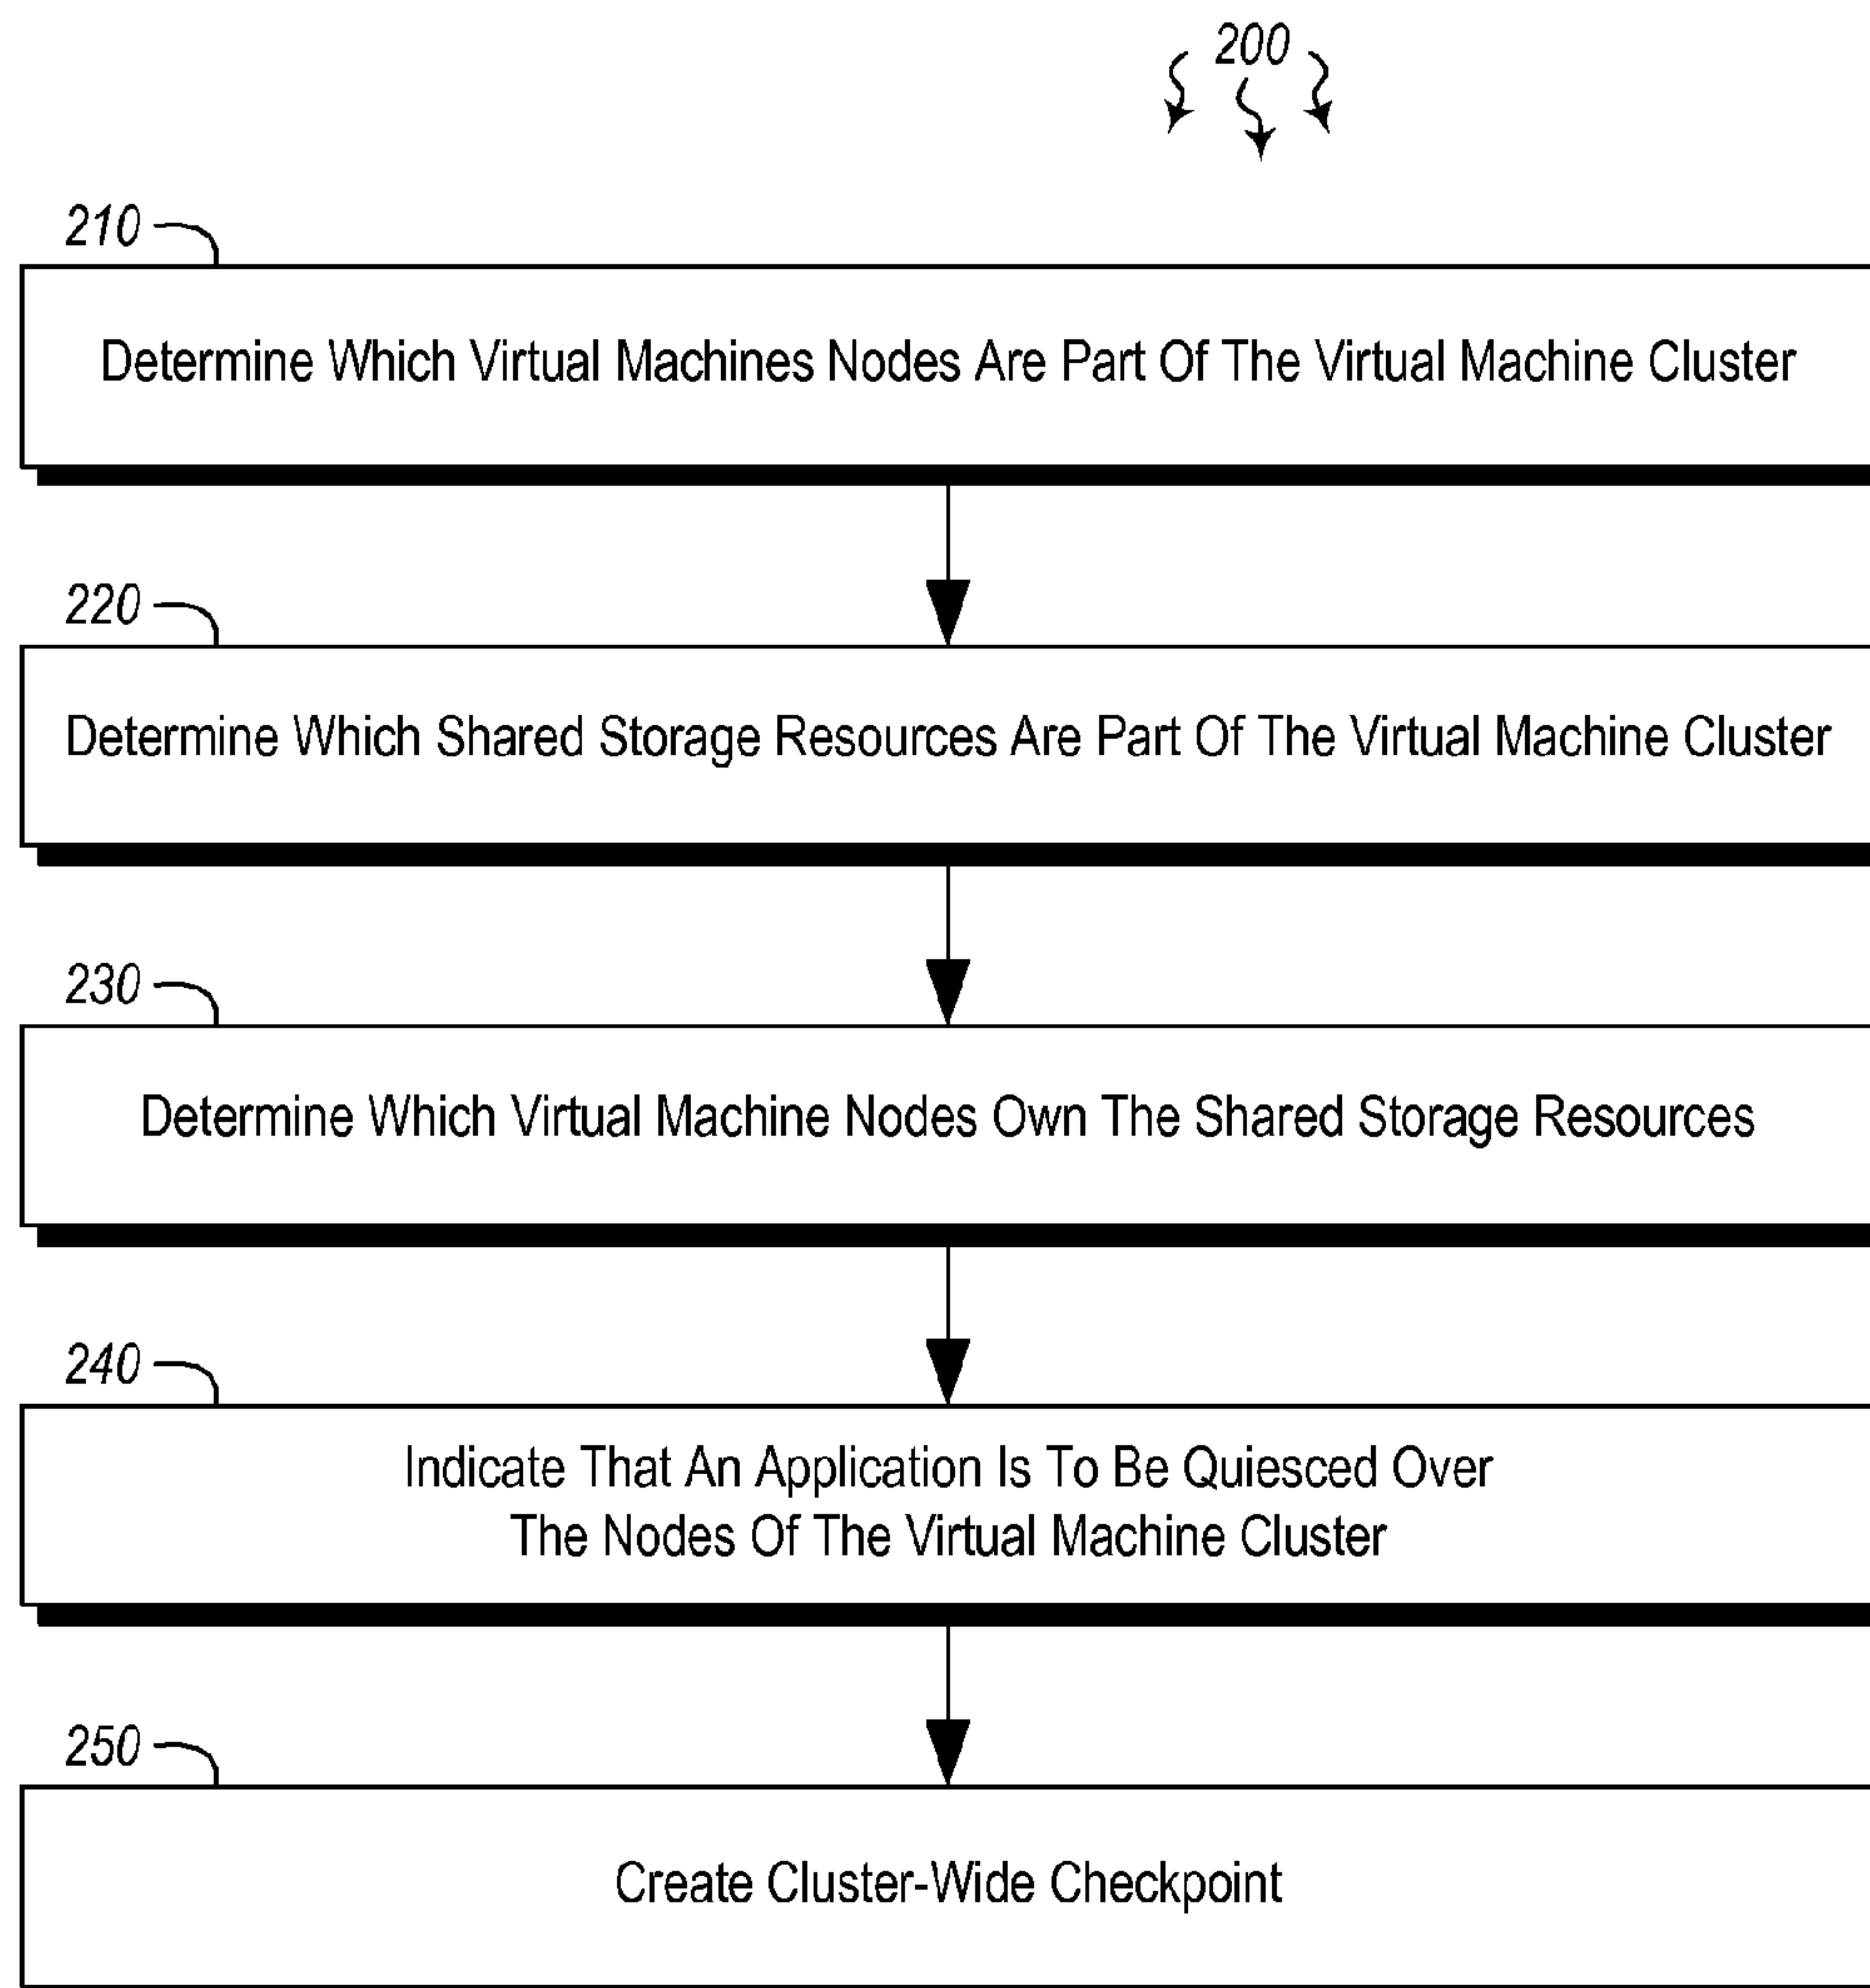 200
210
Determine Which Virtual Machines Nodes Are Part Of The Virtual Machine Cluster
220
Determine Which Shared Storage Resources Are Part Of The Virtual Machine Cluster
230
Determine Which Virtual Machine Nodes Own The Shared Storage Resources
240
Indicate That An Application Is To Be Quiesced Over
The Nodes Of The Virtual Machine Cluster
250
Create Cluster-Wide Checkpoint